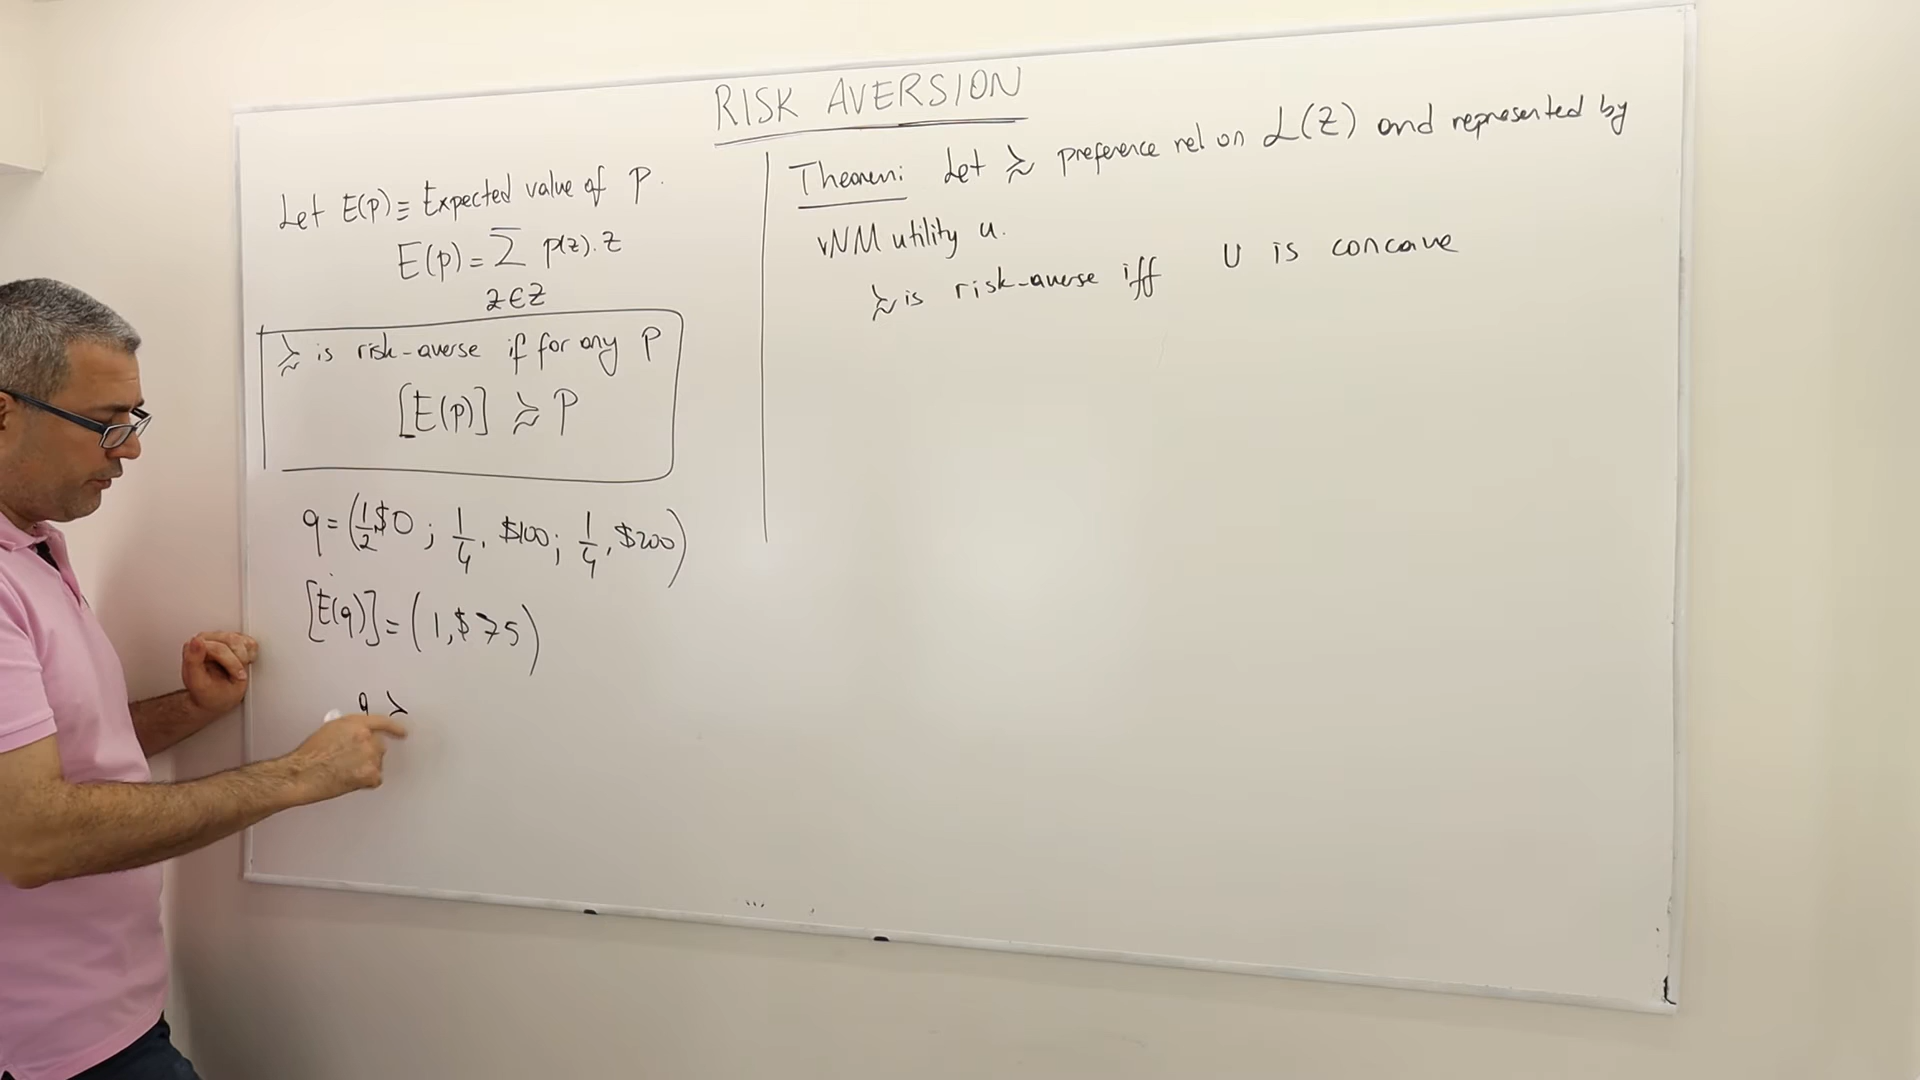 RISK AVERSION
Let E(p) ≡ Expected value of P.
E(p) = Σ p(z).z
z∈Z
≿ is risk-averse if for any P
[E(p)] ≿ P
q = (1/2 $0 ; 1/4, $100; 1/4, $200)
[E(q)] = (1, $75)
q ≻
Theorem: Let ≿ preference rel on L(Z) and represented by
vNM utility u.
≿ is risk-averse iff U is concave